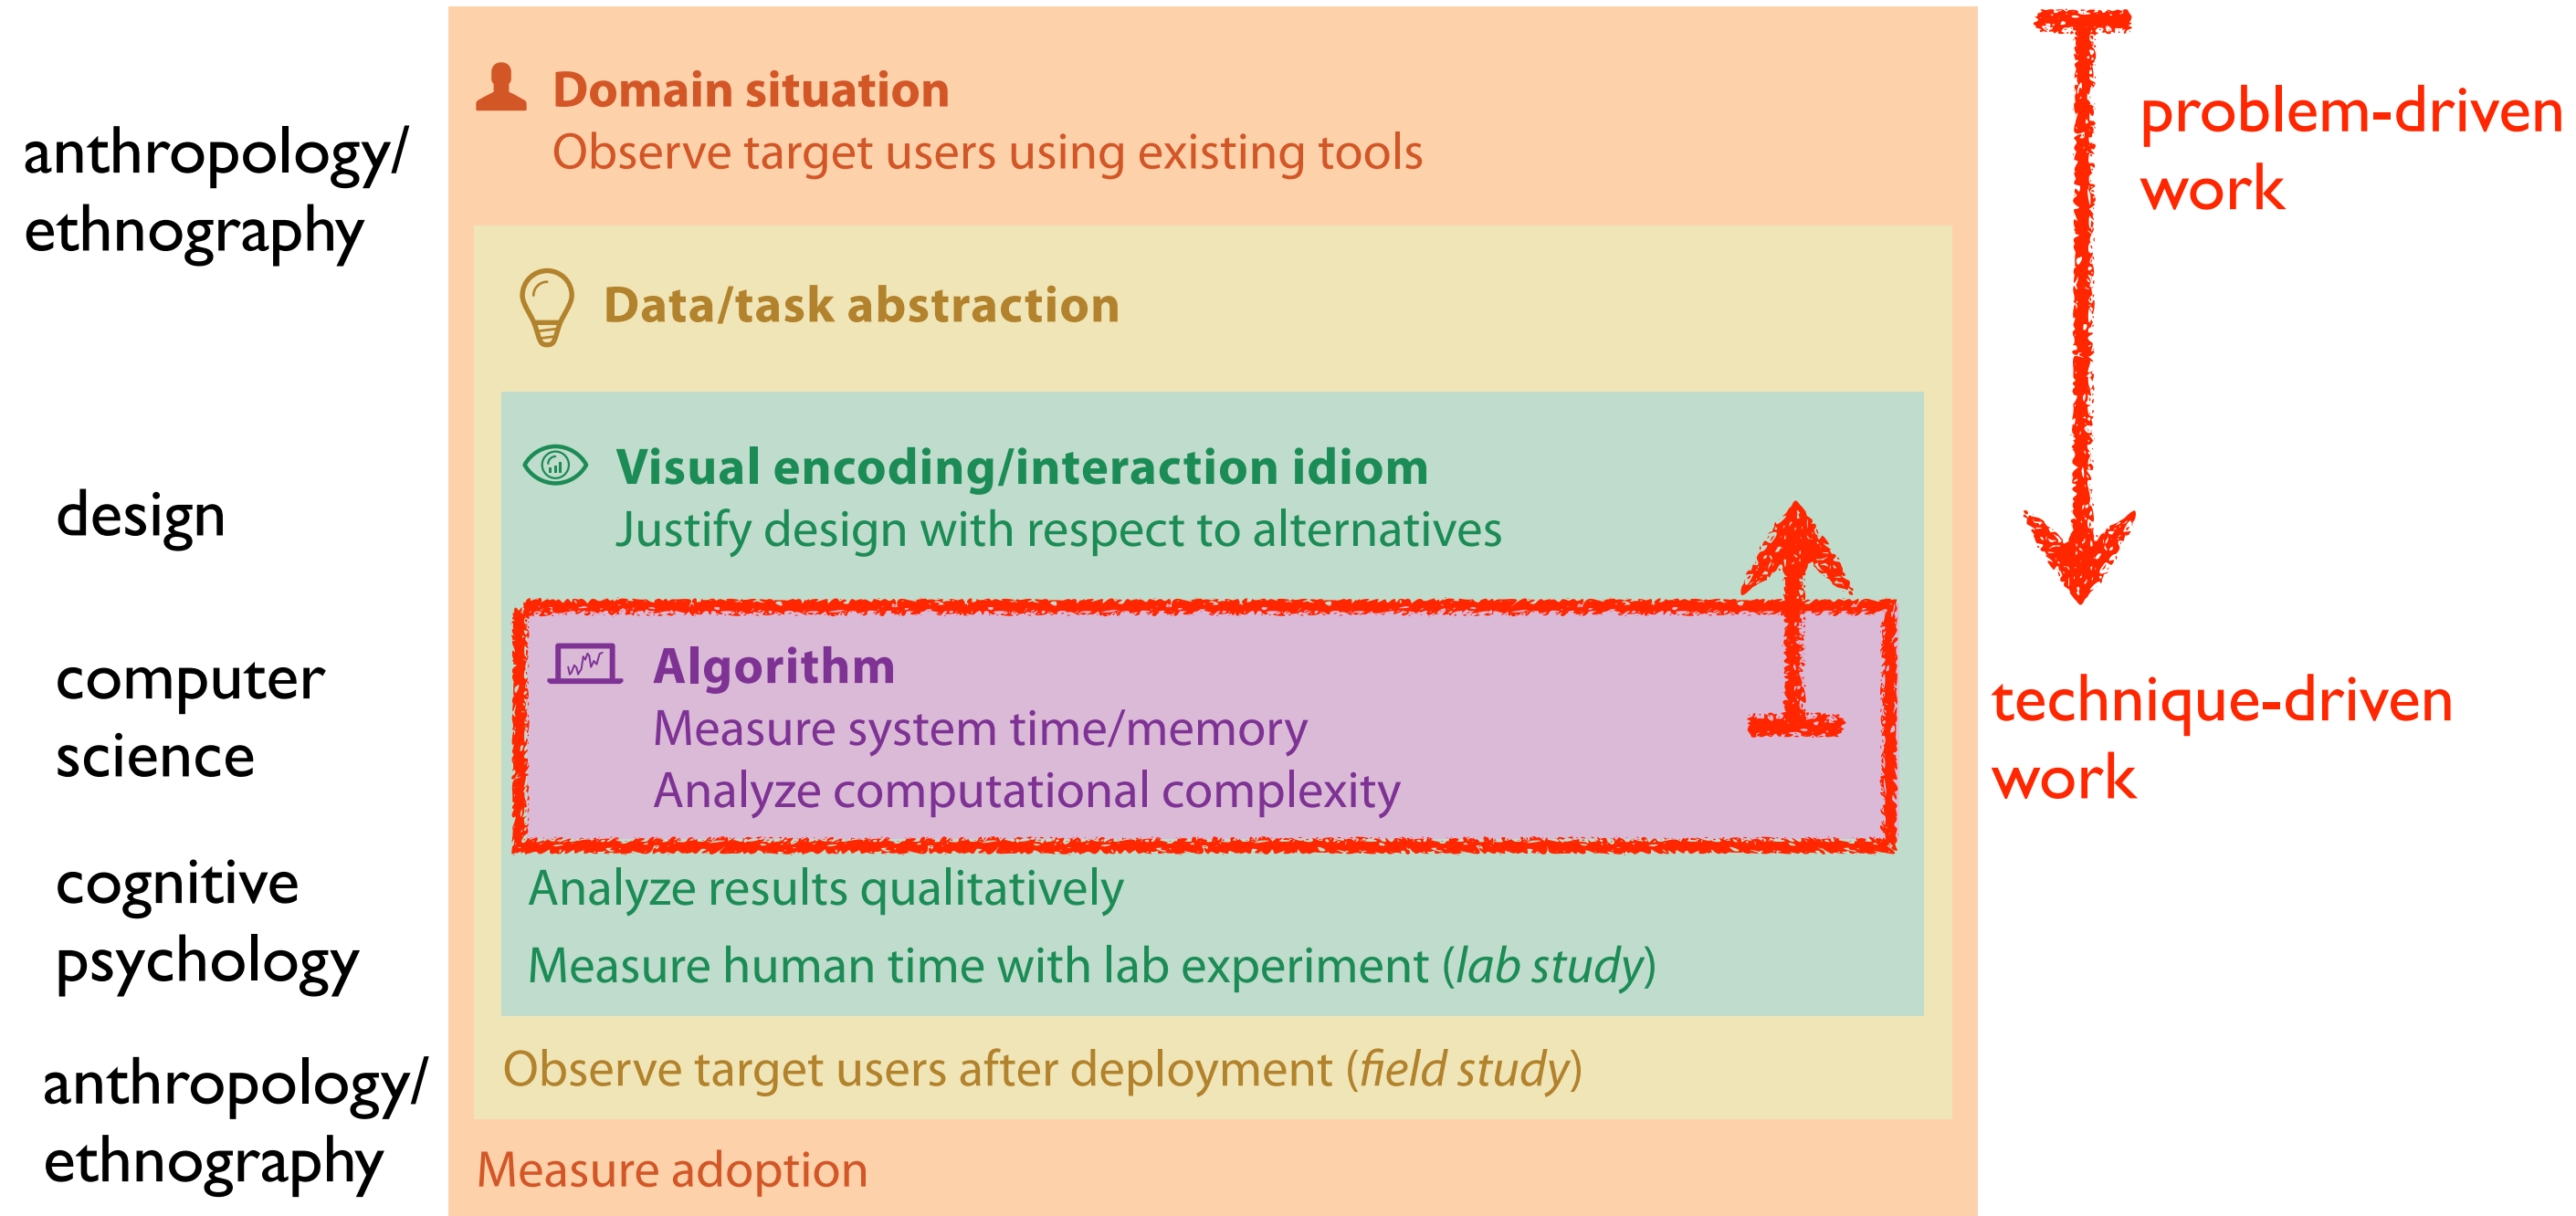 anthropology/
ethnography
design
computer
science
cognitive
psychology
anthropology/
ethnography
Domain situation
Observe target users using existing tools
Data/task abstraction
Visual encoding/interaction idiom
Justify design with respect to alternatives
Algorithm
Measure system time/memory
Analyze computational complexity
Analyze results qualitatively
Measure human time with lab experiment (lab study)
Observe target users after deployment (field study)
Measure adoption
problem-driven
work
technique-driven
work